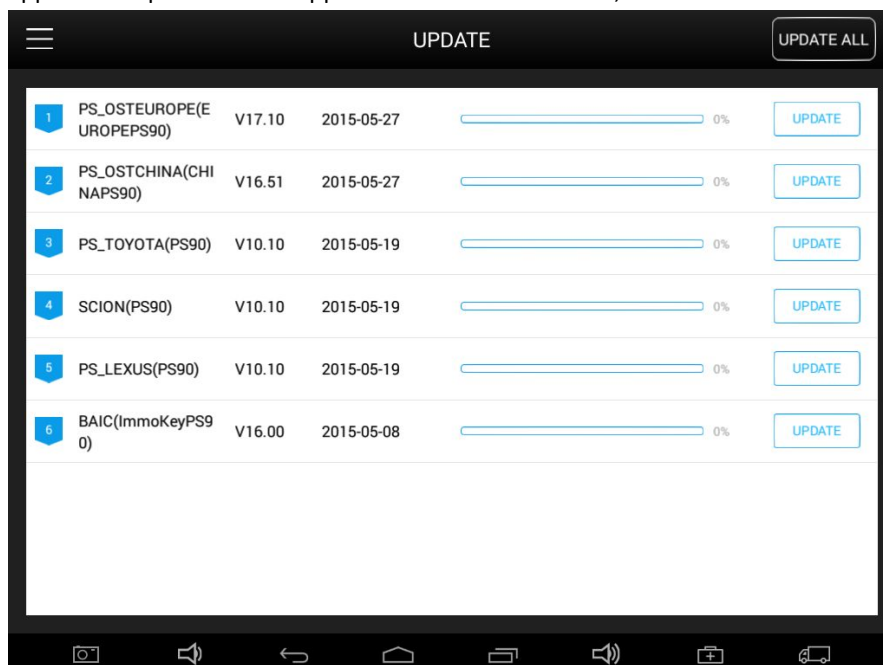 UPDATE
UPDATE ALL
1 PS_OSTEUROPE(E
UROPEPS90) V17.10 2015-05-27 0% UPDATE
2 PS_OSTCHINA(CHI
NAPS90) V16.51 2015-05-27 0% UPDATE
3 PS_TOYOTA(PS90) V10.10 2015-05-19 0% UPDATE
4 SCION(PS90) V10.10 2015-05-19 0% UPDATE
5 PS_LEXUS(PS90) V10.10 2015-05-19 0% UPDATE
6 BAIC(ImmoKeyPS9
0) V16.00 2015-05-08 0% UPDATE